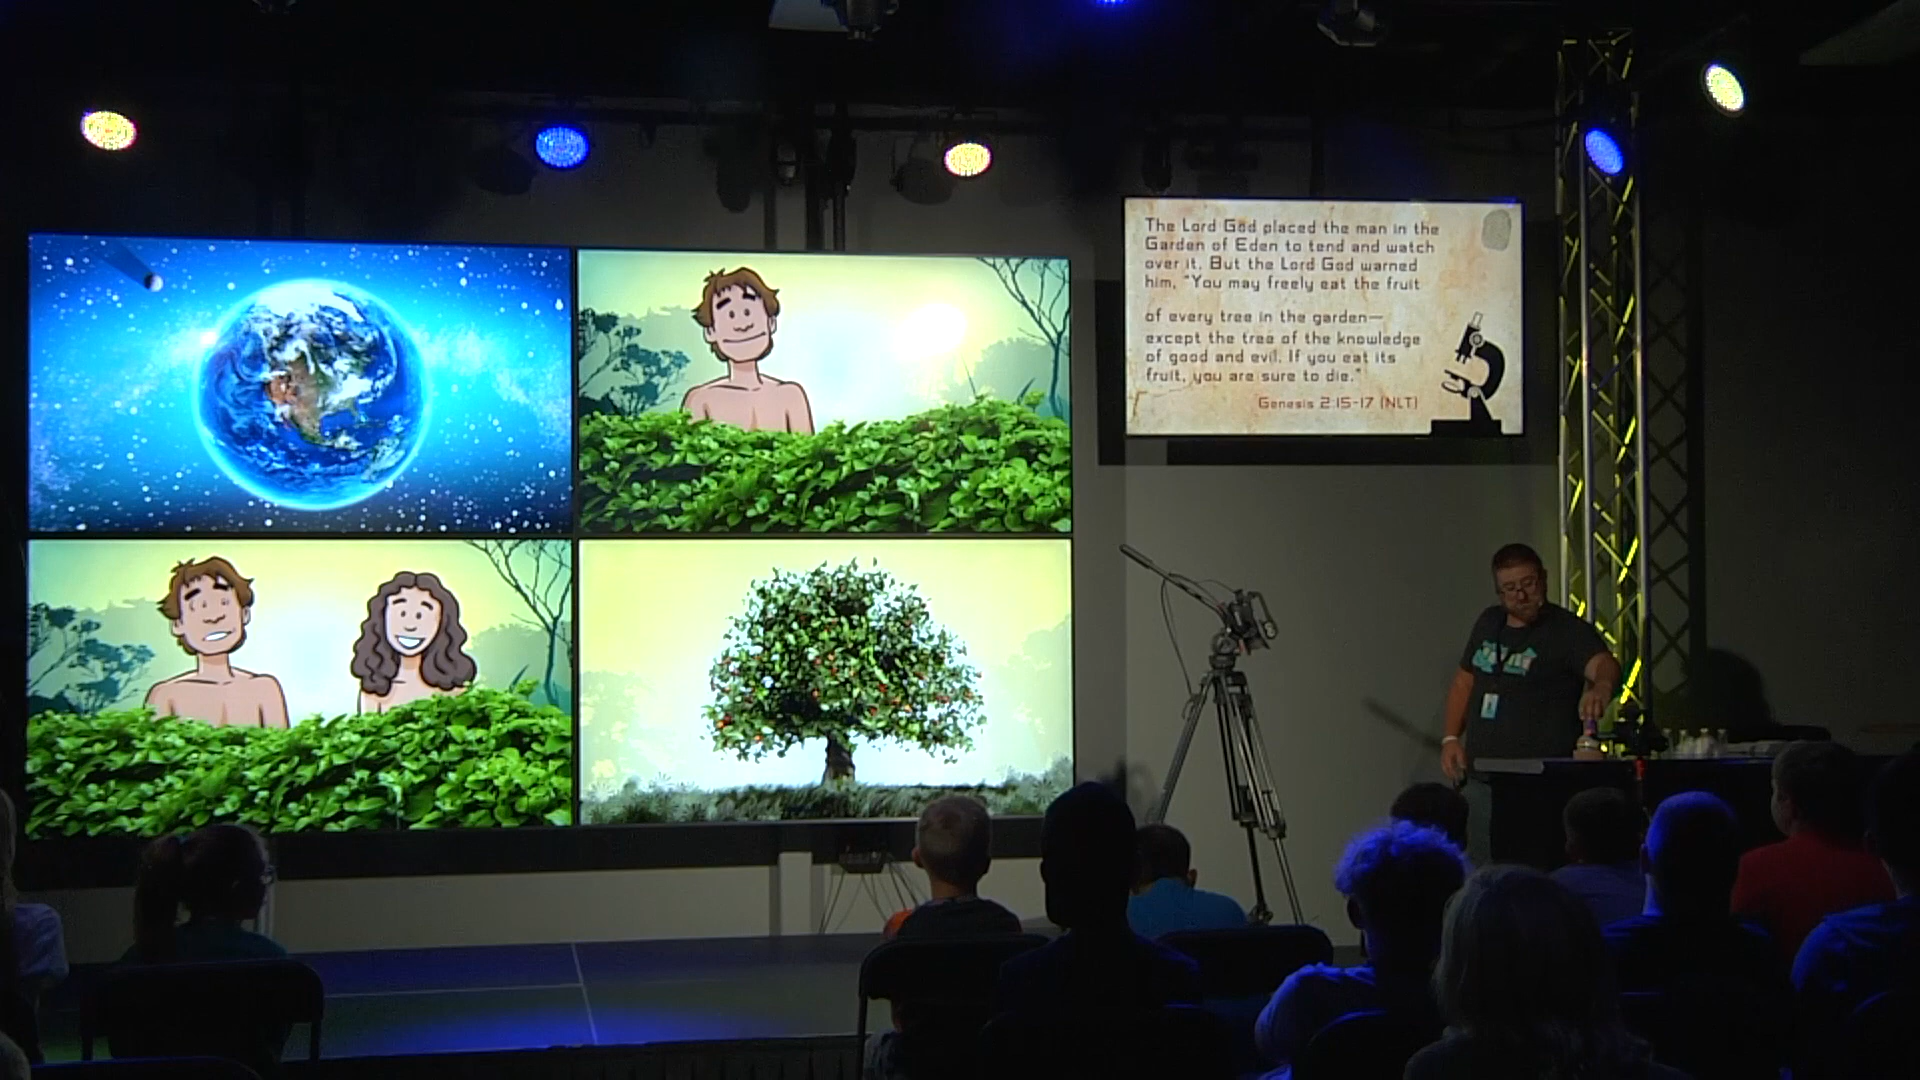 The Lord God placed the man in the
Garden of Eden to tend and watch
over it. But the Lord God warned
him, "You may freely eat the fruit
of every tree in the garden—
except the tree of the knowledge
of good and evil. If you eat its
fruit, you are sure to die."
Genesis 2:15-17 (NLT)